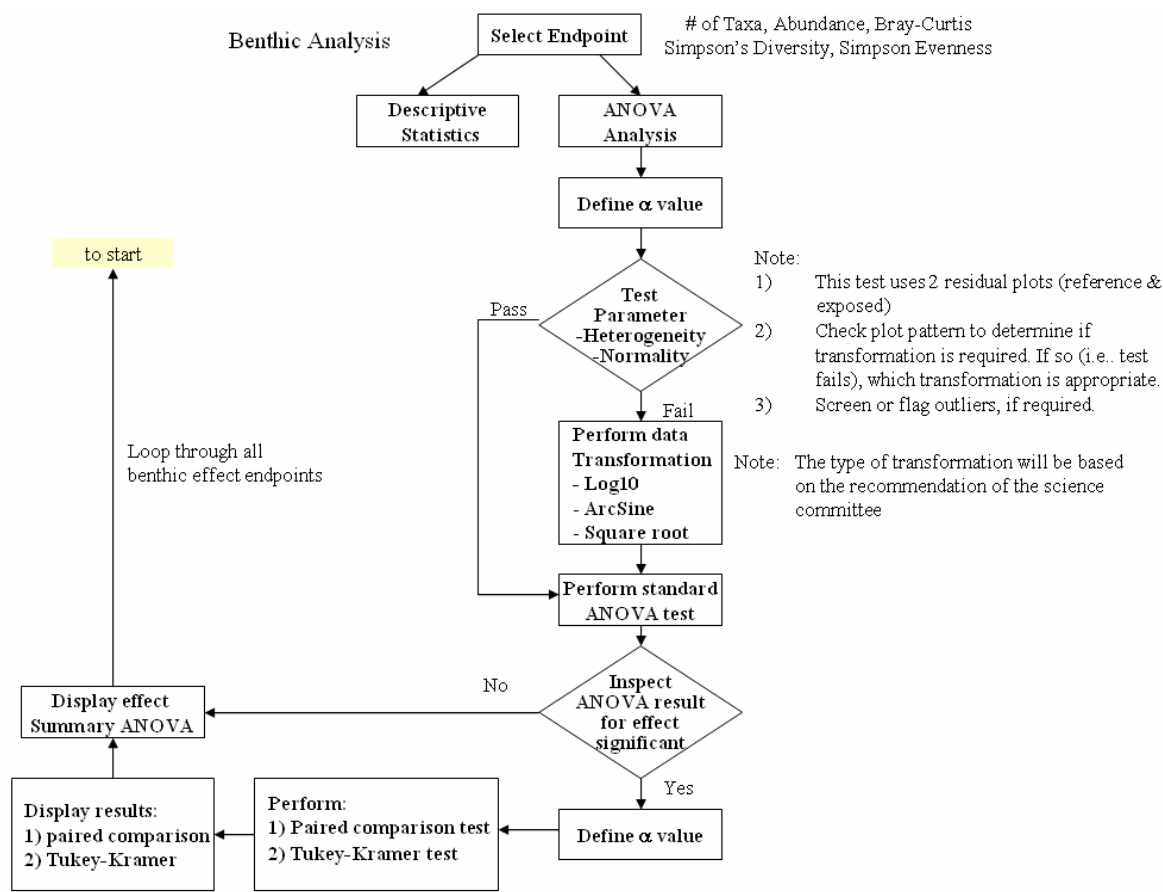 Benthic Analysis
Select Endpoint
# of Taxa, Abundance, Bray-Curtis
Simpson's Diversity, Simpson Evenness
Descriptive
Statistics
ANOVA
Analysis
Define α value
to start
Test
Parameter
-Heterogeneity
-Normality
Pass
Fail
Note:
1) This test uses 2 residual plots (reference &
exposed)
2) Check plot pattern to determine if
transformation is required. If so (i.e.. test
fails), which transformation is appropriate.
3) Screen or flag outliers, if required.
Perform data
Transformation
- Log10
- ArcSine
- Square root
Note: The type of transformation will be based
on the recommendation of the science
committee
Loop through all
benthic effect endpoints
Perform standard
ANOVA test
Inspect
ANOVA result
for effect
significant
No
Yes
Display effect
Summary ANOVA
Define α value
Perform:
1) Paired comparison test
2) Tukey-Kramer test
Display results:
1) paired comparison
2) Tukey-Kramer